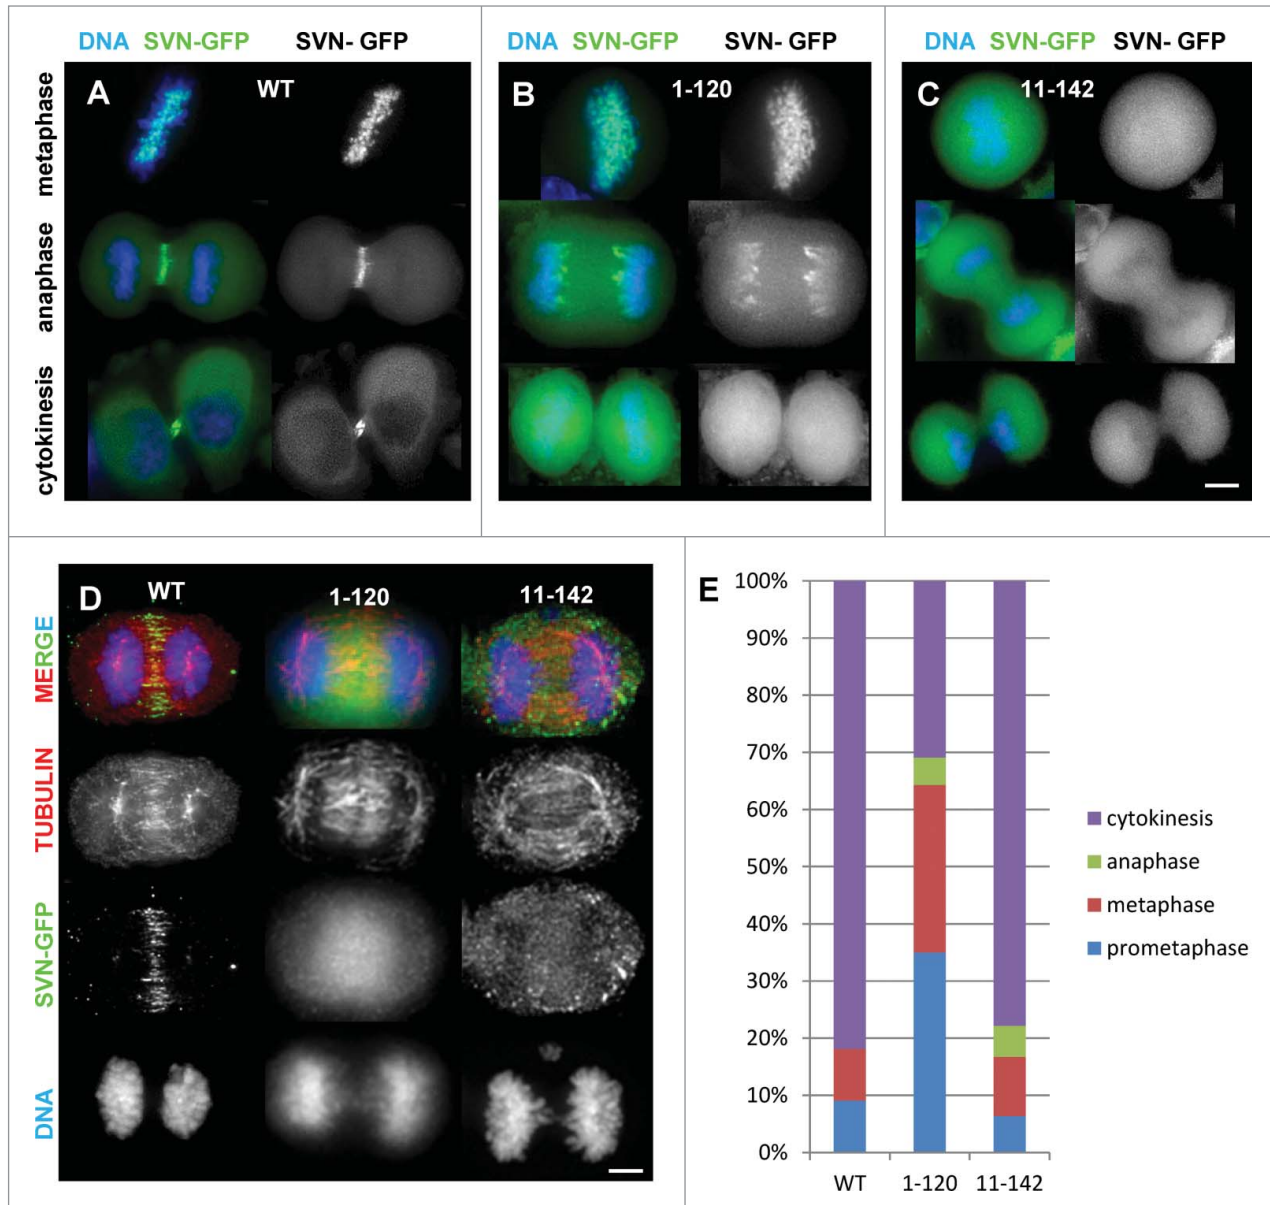 DNA SVN-GFP SVN- GFP
A WT
metaphase
anaphase
cytokinesis
DNA SVN-GFP SVN- GFP
B 1-120
DNA SVN-GFP SVN- GFP
C 11-142
D WT 1-120 11-142
MERGE
TUBULIN
SVN-GFP
DNA
E
100%
90%
80%
70%
60%
50%
40%
30%
20%
10%
0%
WT 1-120 11-142
cytokinesis
anaphase
metaphase
prometaphase